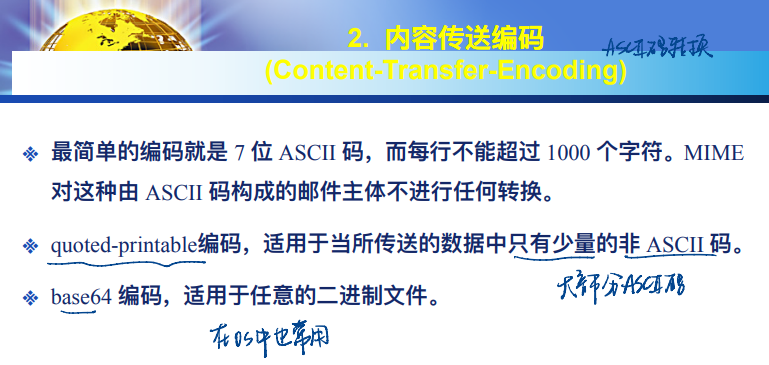 2. 内容传送编码
ASCII码转换
(Content-Transfer-Encoding)
最简单的编码就是 7 位 ASCII 码，而每行不能超过 1000 个字符。MIME
对这种由 ASCII 码构成的邮件主体不进行任何转换。
quoted-printable编码，适用于当所传送的数据中只有少量的非 ASCII 码。
base64 编码，适用于任意的二进制文件。
大部分ASCII码
在OS中也常用